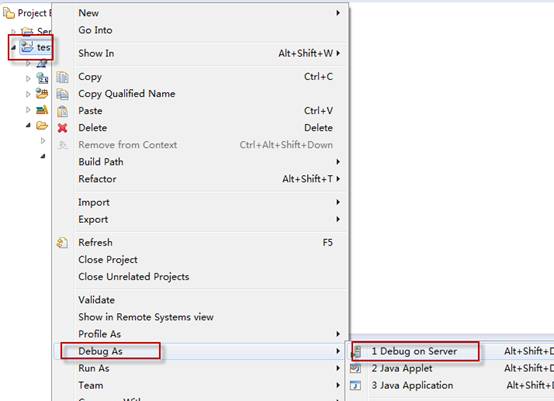 Project E
New
Go Into
Ser
tes
Show In Alt+Shift+W
Copy Ctrl+C
Copy Qualified Name
Paste Ctrl+V
Delete Delete
Remove from Context Ctrl+Alt+Shift+Down
Build Path
Refactor Alt+Shift+T
Import
Export
Refresh F5
Close Project
Close Unrelated Projects
Validate
Show in Remote Systems view
Profile As
Debug As
Run As
Team
1 Debug on Server Alt+Shift+D
2 Java Applet Alt+Shift+
3 Java Application Alt+Shift+D